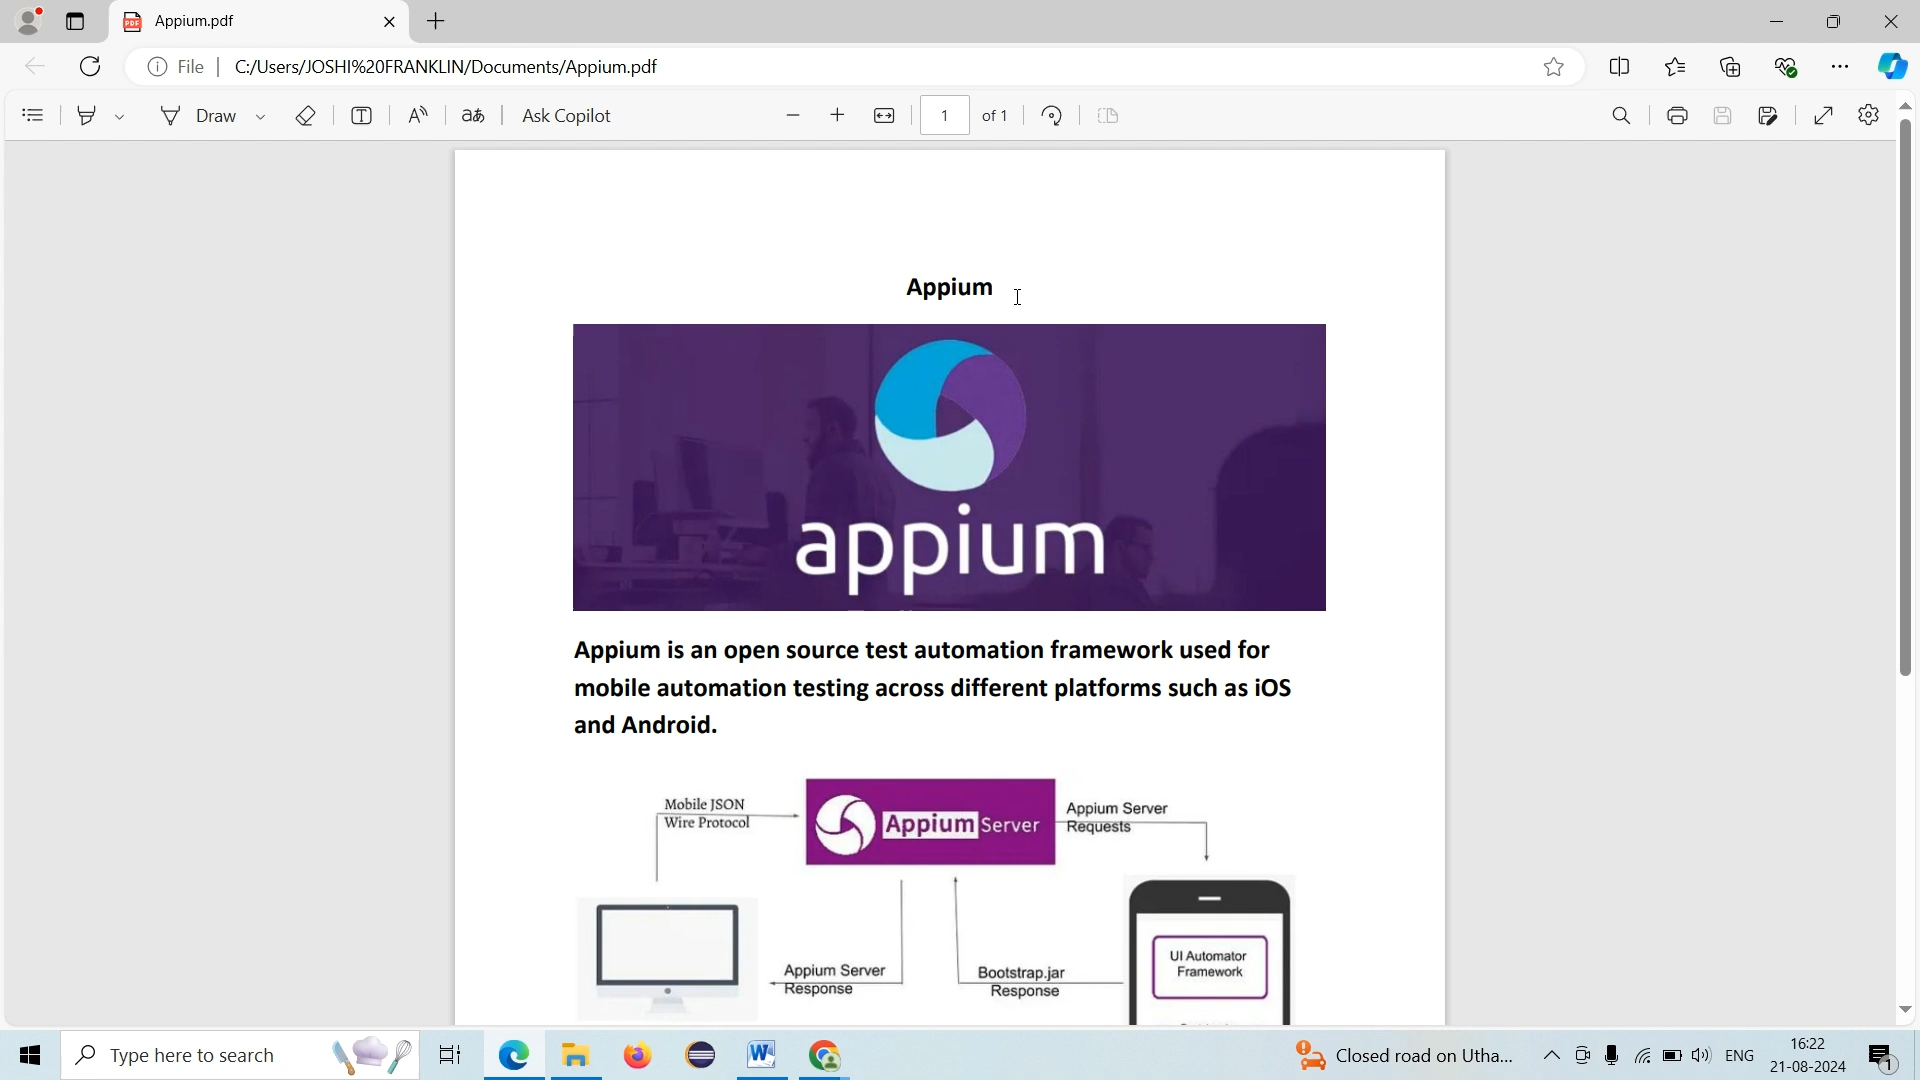 Appium.pdf
File
C:/Users/JOSHI%20FRANKLIN/Documents/Appium.pdf
Draw
aあ
Ask Copilot
1 of 1
Appium
appium
Appium is an open source test automation framework used for
mobile automation testing across different platforms such as iOS
and Android.
Mobile JSON
Wire Protocol
Appium Server
Appium Server
Requests
Appium Server
Response
Bootstrap.jar
Response
UI Automator
Framework
Type here to search
Closed road on Utha...
ENG
16:22
21-08-2024
1